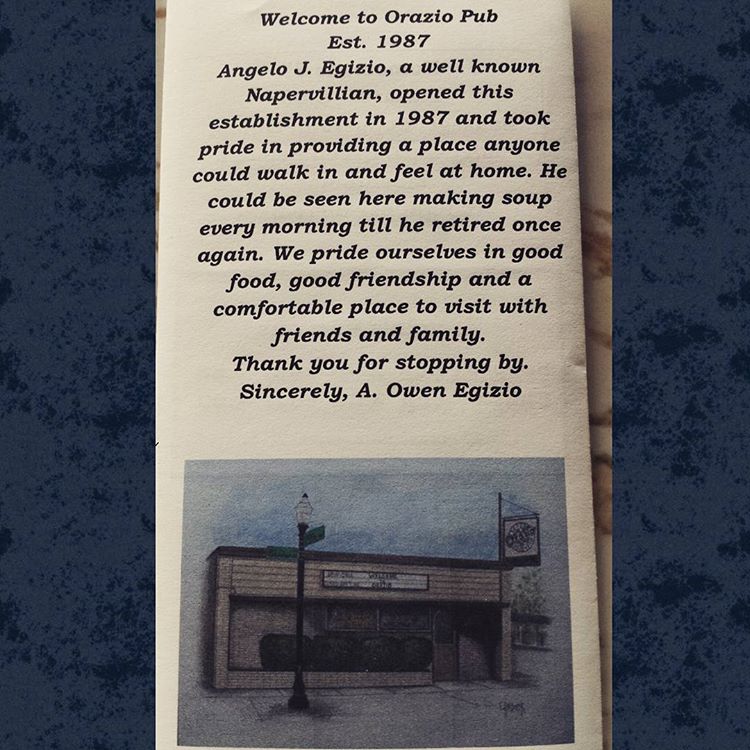 Welcome to Orazio Pub
Est. 1987
Angelo J. Egizio, a well known
Napervillian, opened this
establishment in 1987 and took
pride in providing a place anyone
could walk in and feel at home. He
could be seen here making soup
every morning till he retired once
again. We pride ourselves in good
food, good friendship and a
comfortable place to visit with
friends and family.
Thank you for stopping by.
Sincerely, A. Owen Egizio
WELCOME